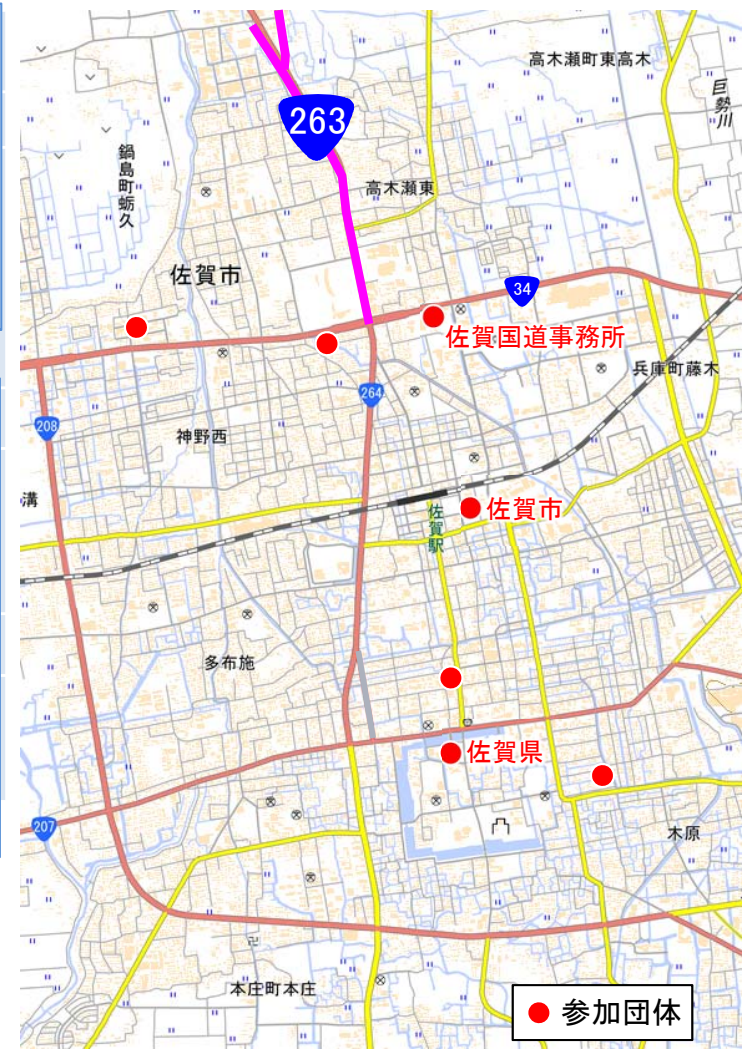 高木瀬町東高木
巨勢川
263
鍋島町蛎久
高木瀬東
佐賀市
34
佐賀国道事務所
兵庫町藤木
264
208
神野西
溝
佐賀市
佐賀駅
多布施
佐賀県
207
木原
本庄町本庄
参加団体